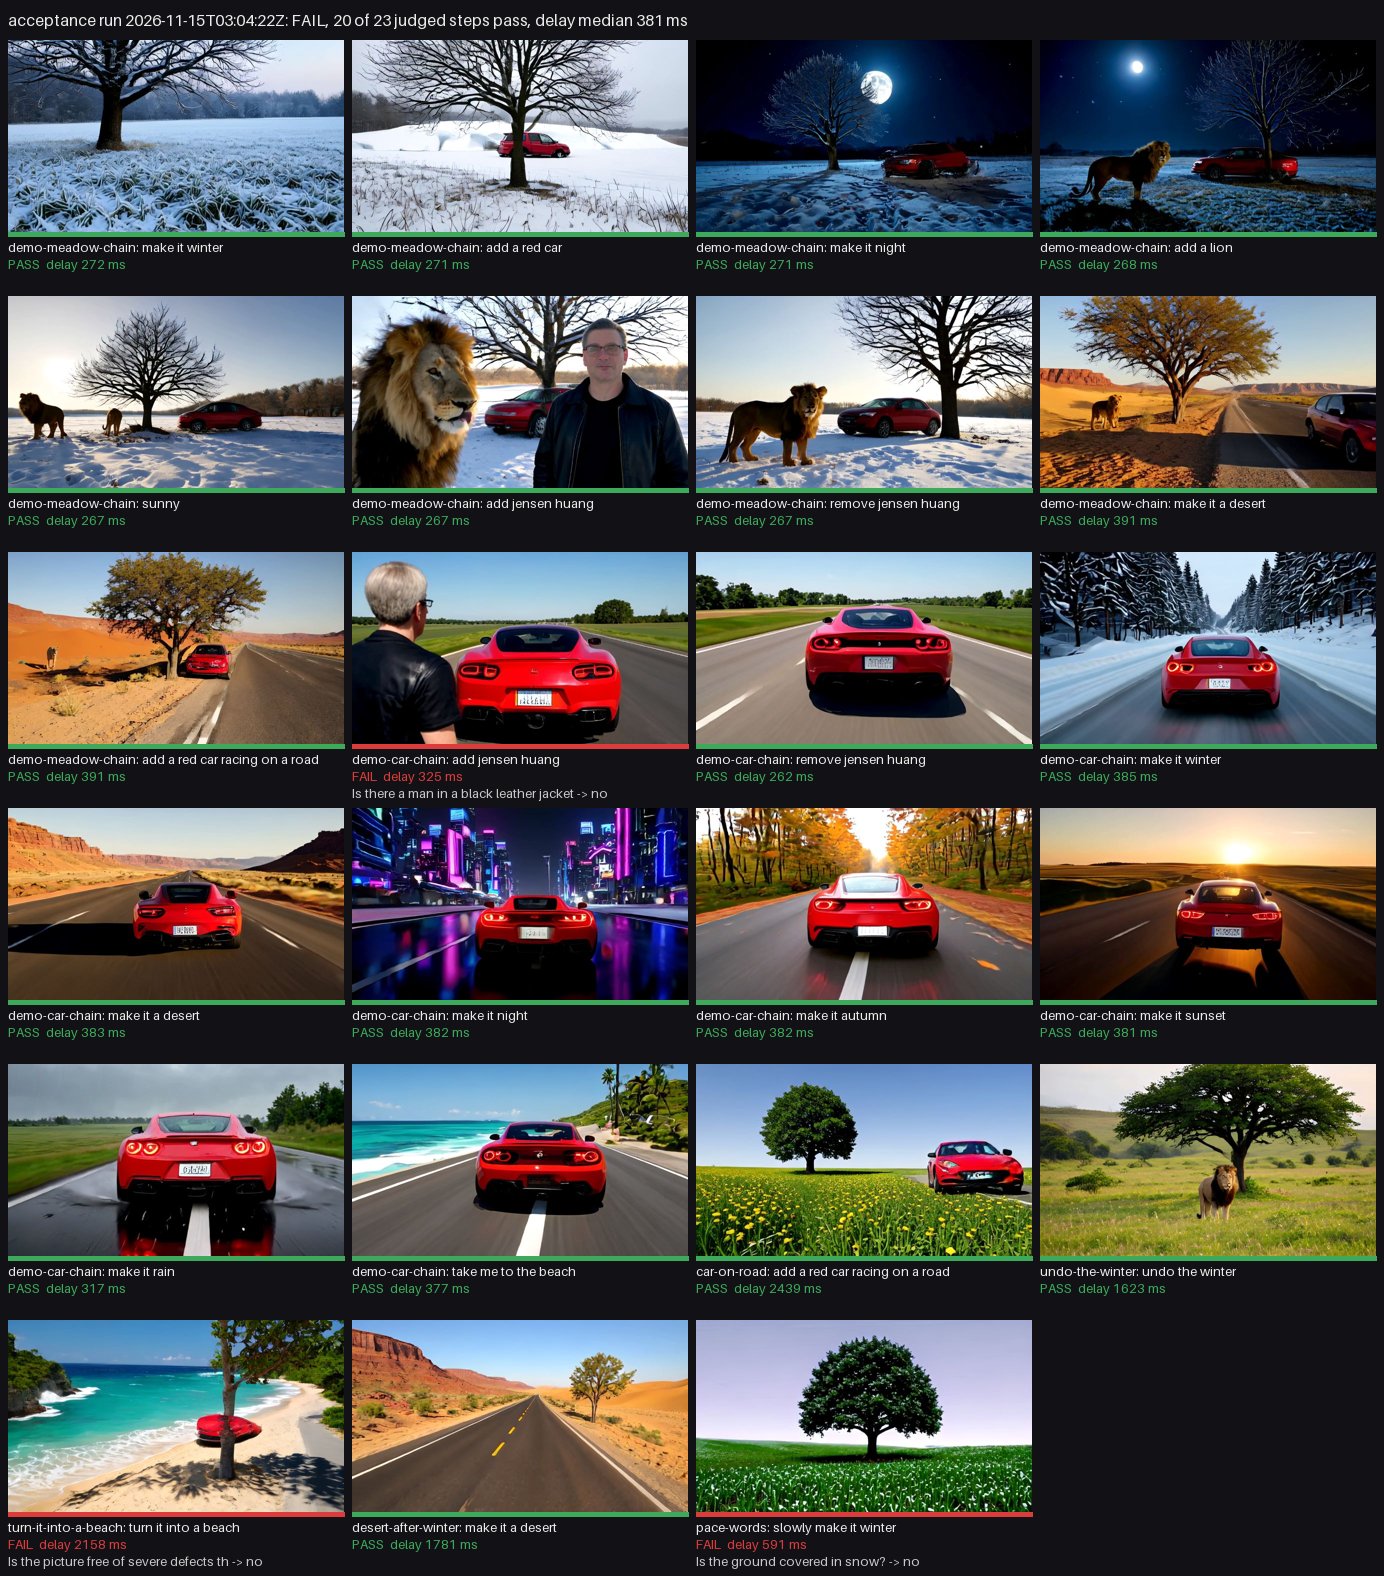 acceptance run 2026-11-15T03:04:22Z: FAIL, 20 of 23 judged steps pass, delay median 381 ms
demo-meadow-chain: make it winter
PASS delay 272 ms
demo-meadow-chain: add a red car
PASS delay 271 ms
demo-meadow-chain: make it night
PASS delay 271 ms
demo-meadow-chain: add a lion
PASS delay 268 ms
demo-meadow-chain: sunny
PASS delay 267 ms
demo-meadow-chain: add jensen huang
PASS delay 267 ms
demo-meadow-chain: remove jensen huang
PASS delay 267 ms
demo-meadow-chain: make it a desert
PASS delay 391 ms
demo-meadow-chain: add a red car racing on a road
PASS delay 391 ms
demo-car-chain: add jensen huang
FAIL delay 325 ms
Is there a man in a black leather jacket -> no
demo-car-chain: remove jensen huang
PASS delay 262 ms
demo-car-chain: make it winter
PASS delay 385 ms
demo-car-chain: make it a desert
PASS delay 383 ms
demo-car-chain: make it night
PASS delay 382 ms
demo-car-chain: make it autumn
PASS delay 382 ms
demo-car-chain: make it sunset
PASS delay 381 ms
demo-car-chain: make it rain
PASS delay 317 ms
demo-car-chain: take me to the beach
PASS delay 377 ms
car-on-road: add a red car racing on a road
PASS delay 2439 ms
undo-the-winter: undo the winter
PASS delay 1623 ms
turn-it-into-a-beach: turn it into a beach
FAIL delay 2158 ms
Is the picture free of severe defects th -> no
desert-after-winter: make it a desert
PASS delay 1781 ms
pace-words: slowly make it winter
FAIL delay 591 ms
Is the ground covered in snow? -> no